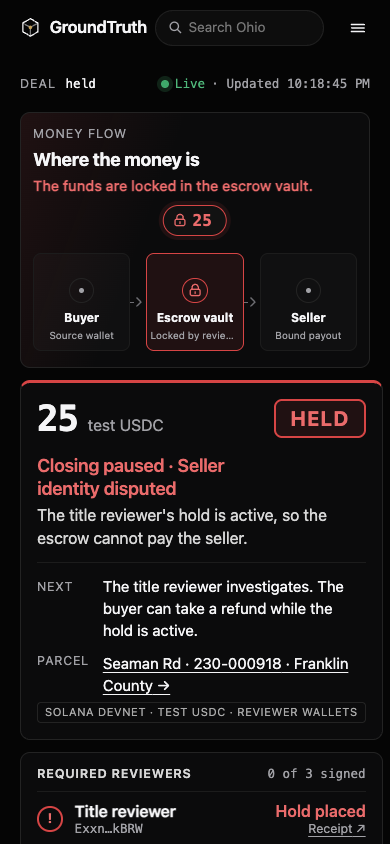 GroundTruth
Search Ohio
DEAL held
Live · Updated 10:18:45 PM
MONEY FLOW
Where the money is
The funds are locked in the escrow vault.
25
Buyer
Source wallet
Escrow vault
Locked by revie...
Seller
Bound payout
25 test USDC
HELD
Closing paused · Seller
identity disputed
The title reviewer's hold is active, so the
escrow cannot pay the seller.
NEXT
The title reviewer investigates. The
buyer can take a refund while the
hold is active.
PARCEL
Seaman Rd · 230-000918 · Franklin
County →
SOLANA DEVNET · TEST USDC · REVIEWER WALLETS
REQUIRED REVIEWERS
0 of 3 signed
Title reviewer
Hold placed
Exxn…kBRW
Receipt ↗